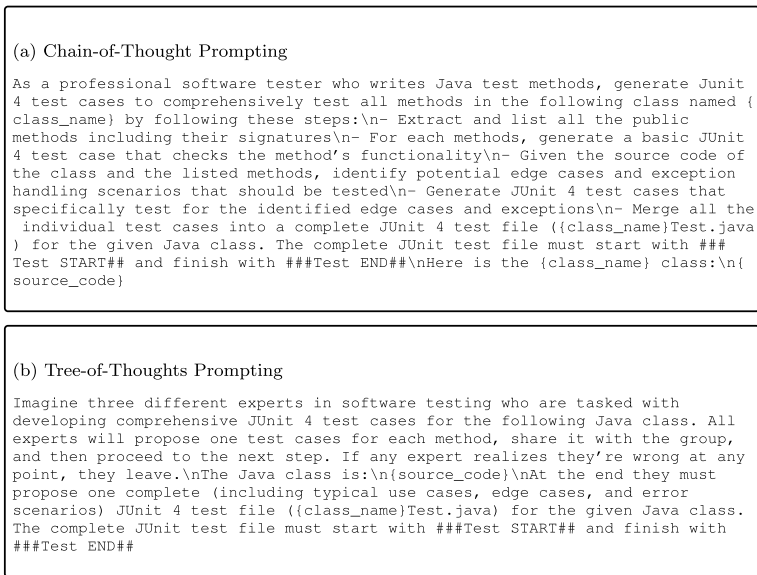 (a) Chain-of-Thought Prompting
As a professional software tester who writes Java test methods, generate Junit
4 test cases to comprehensively test all methods in the following class named {
class_name} by following these steps:\n- Extract and list all the public
methods including their signatures\n- For each methods, generate a basic JUnit
4 test case that checks the method's functionality\n- Given the source code of
the class and the listed methods, identify potential edge cases and exception
handling scenarios that should be tested\n- Generate JUnit 4 test cases that
specifically test for the identified edge cases and exceptions\n- Merge all the
individual test cases into a complete JUnit 4 test file ({class_name}Test.java
) for the given Java class. The complete JUnit test file must start with ###
Test START## and finish with ###Test END##\nHere is the {class_name} class:\n{
source_code}
(b) Tree-of-Thoughts Prompting
Imagine three different experts in software testing who are tasked with
developing comprehensive JUnit 4 test cases for the following Java class. All
experts will propose one test cases for each method, share it with the group,
and then proceed to the next step. If any expert realizes they're wrong at any
point, they leave.\nThe Java class is:\n{source_code}\nAt the end they must
propose one complete (including typical use cases, edge cases, and error
scenarios) JUnit 4 test file ({class_name}Test.java) for the given Java class.
The complete JUnit test file must start with ###Test START## and finish with
###Test END##